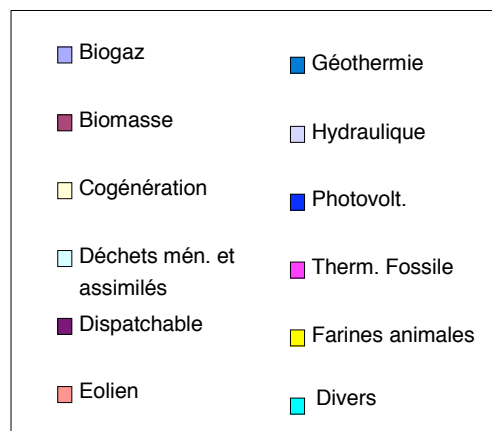 Biogaz
Biomasse
Cogénération
Déchets mén. et
assimilés
Dispatchable
Eolien
Géothermie
Hydraulique
Photovolt.
Therm. Fossile
Farines animales
Divers